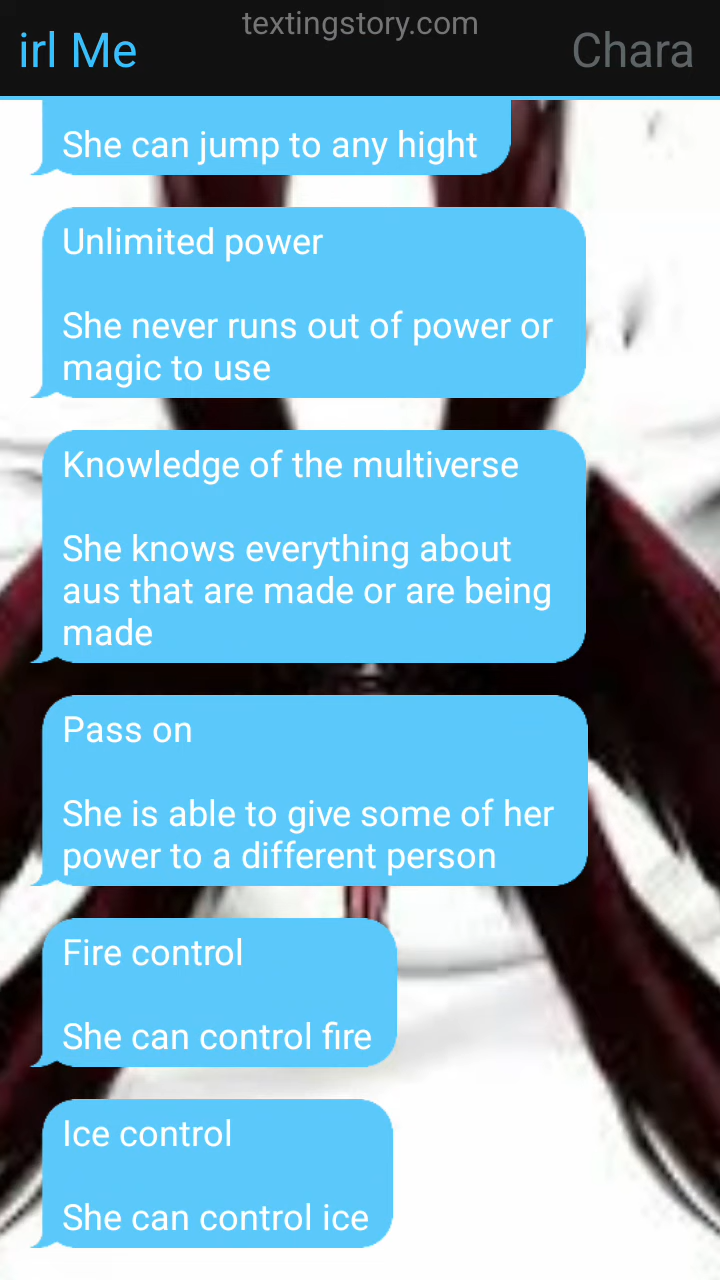 textingstory.com
irl Me
Chara
She can jump to any hight
Unlimited power
She never runs out of power or
magic to use
Knowledge of the multiverse
She knows everything about
aus that are made or are being
made
Pass on
She is able to give some of her
power to a different person
Fire control
She can control fire
Ice control
She can control ice